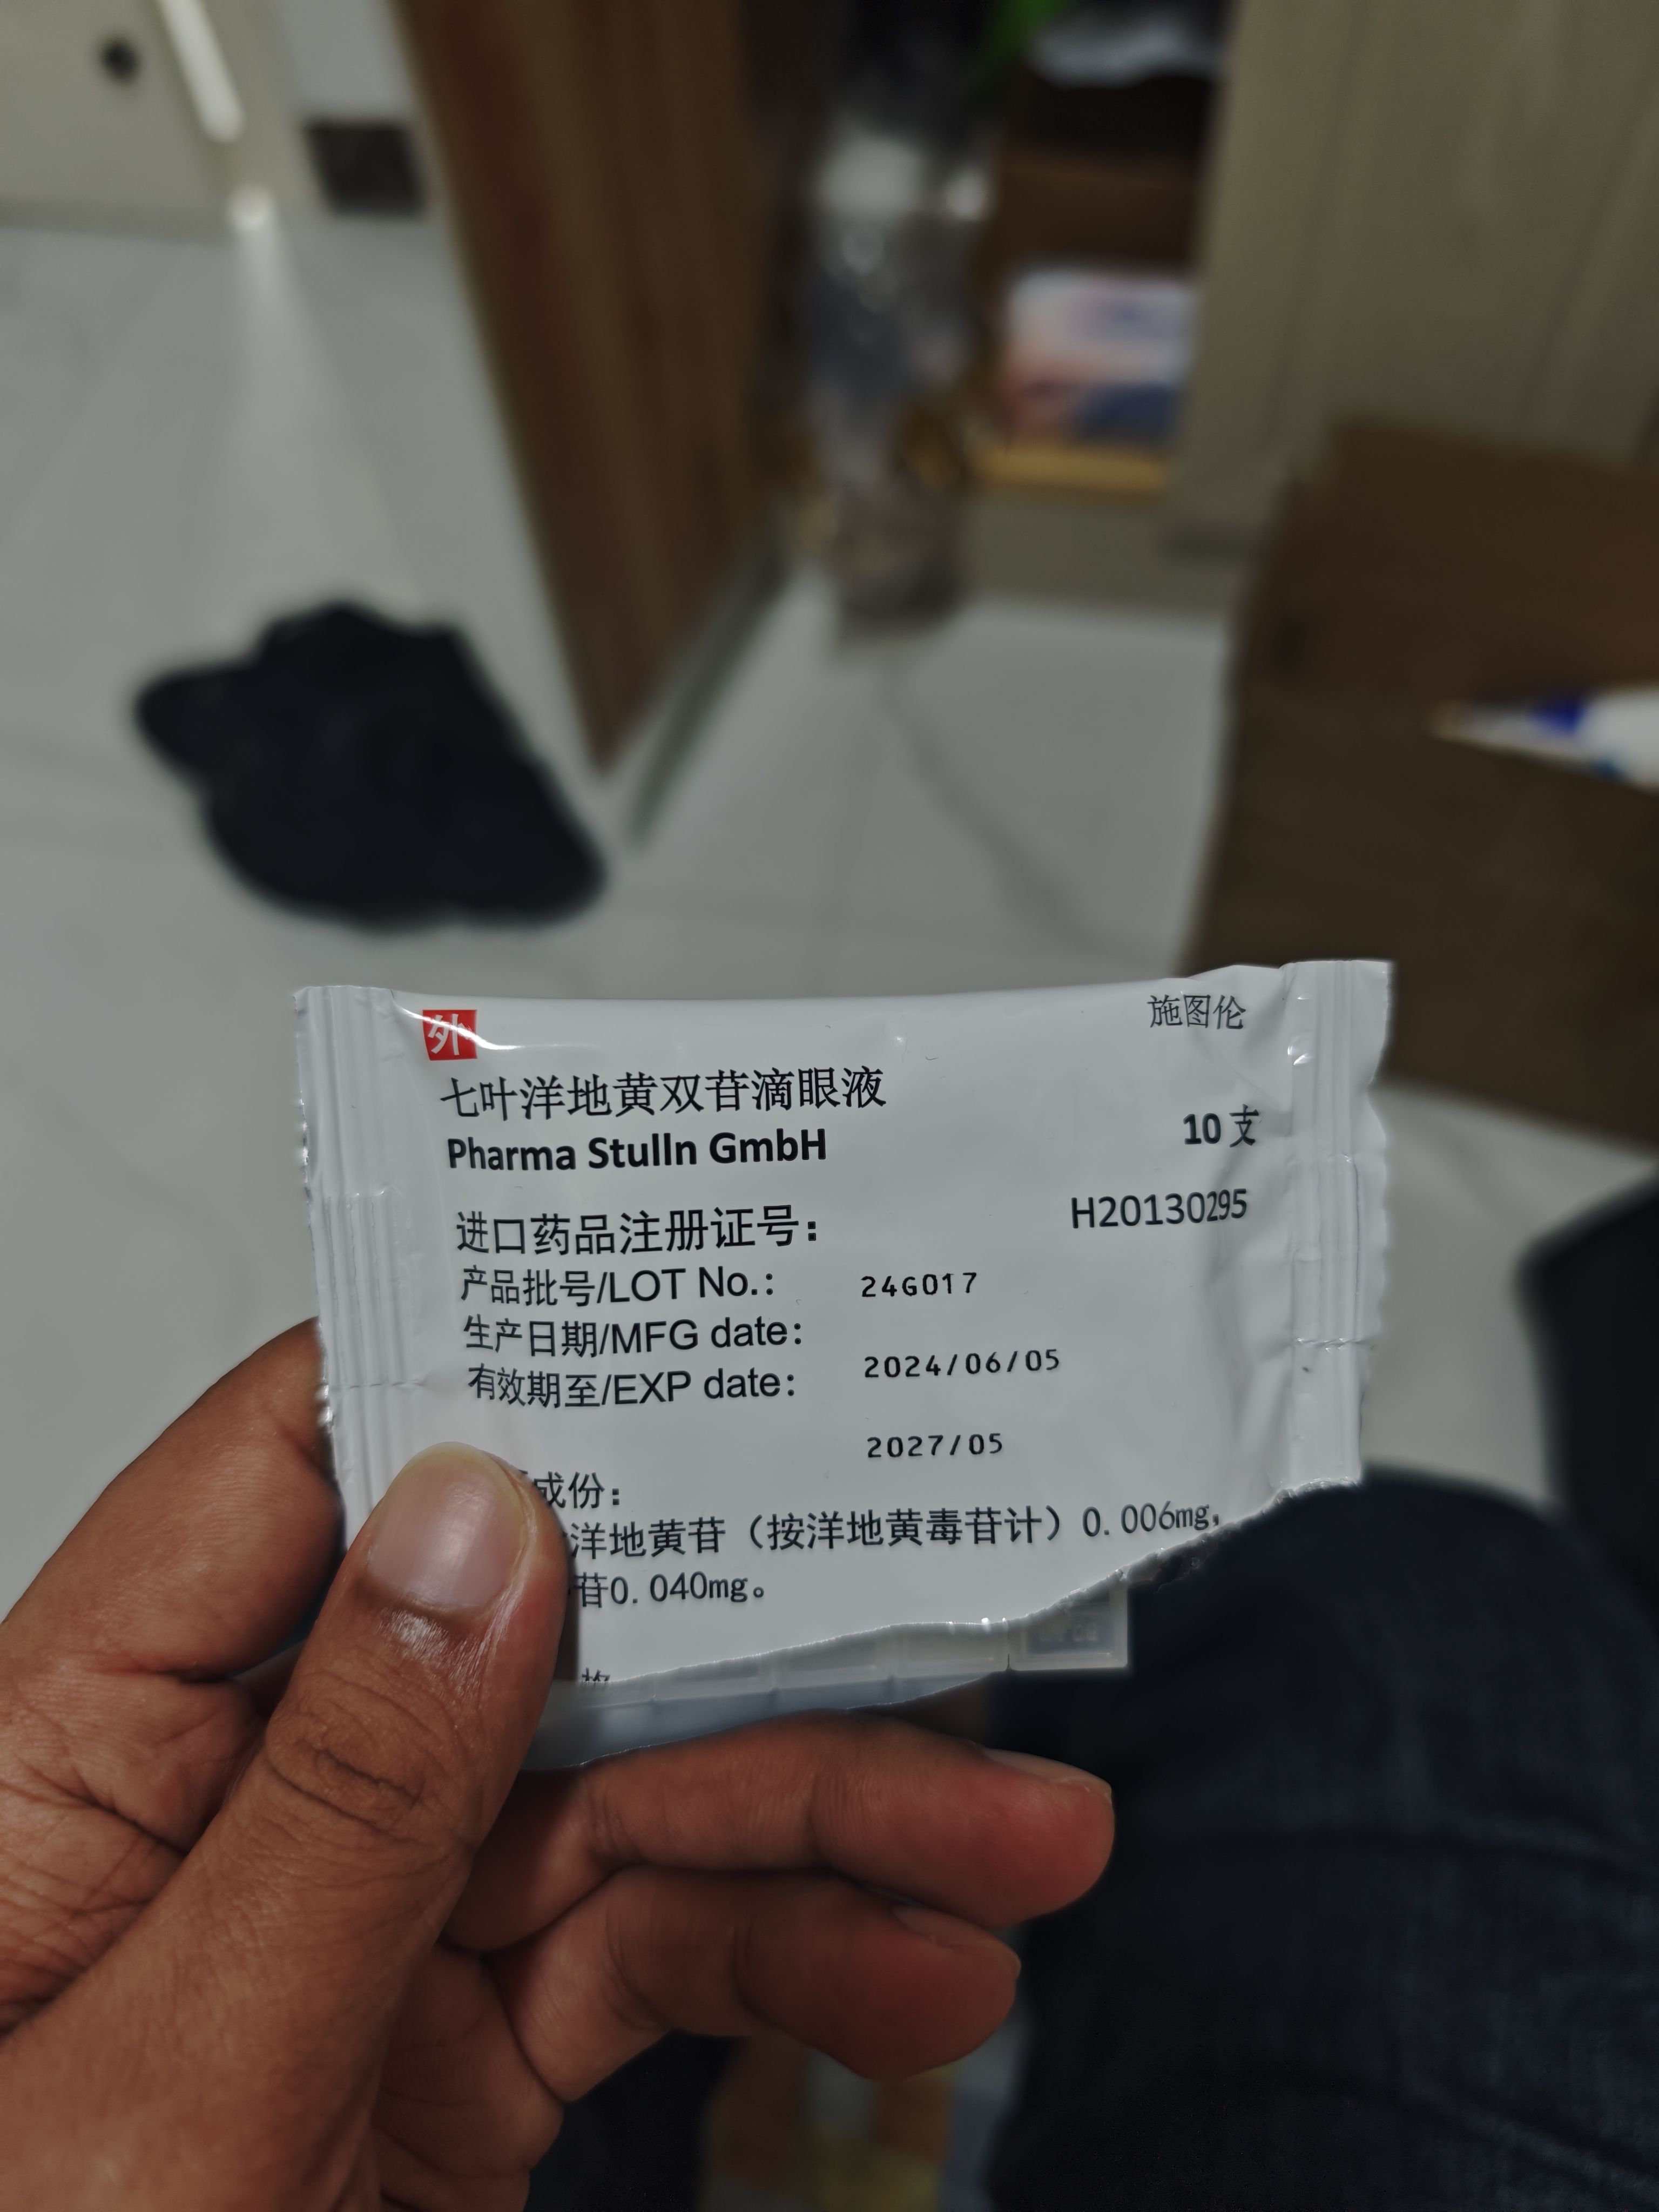 外
施图伦
七叶洋地黄双苷滴眼液
Pharma Stulln GmbH
10 支
进口药品注册证号:
H20130295
产品批号/LOT No.: 24G017
生产日期/MFG date:
2024/06/05
有效期至/EXP date:
2027/05
成份:
洋地黄苷（按洋地黄毒苷计）0.006mg,
苷0.040mg。